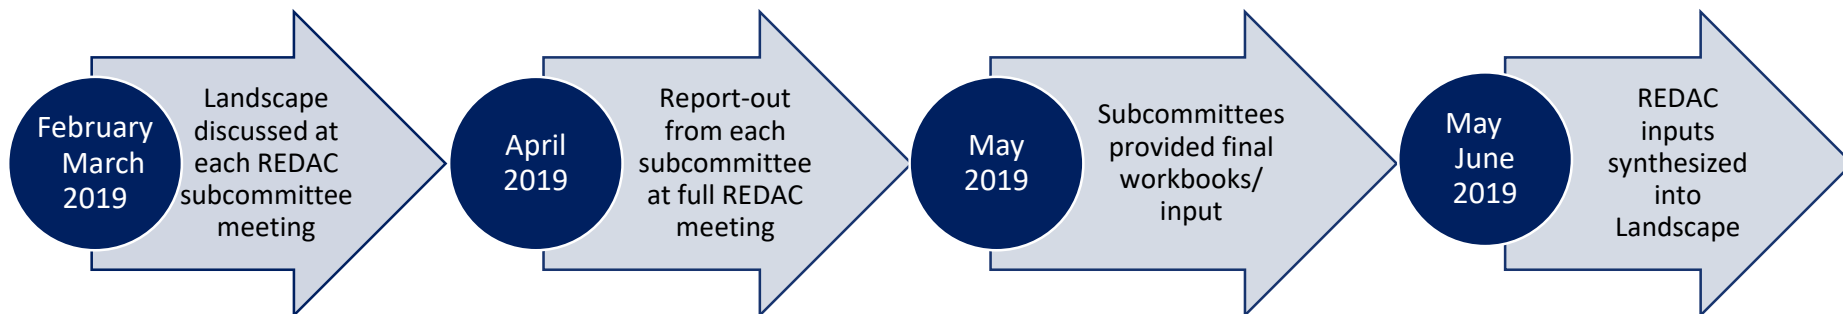 February
March
2019
Landscape
discussed at
each REDAC
subcommittee
meeting
April
2019
Report-out
from each
subcommittee
at full REDAC
meeting
May
2019
Subcommittees
provided final
workbooks/
input
May
June
2019
REDAC
inputs
synthesized
into
Landscape